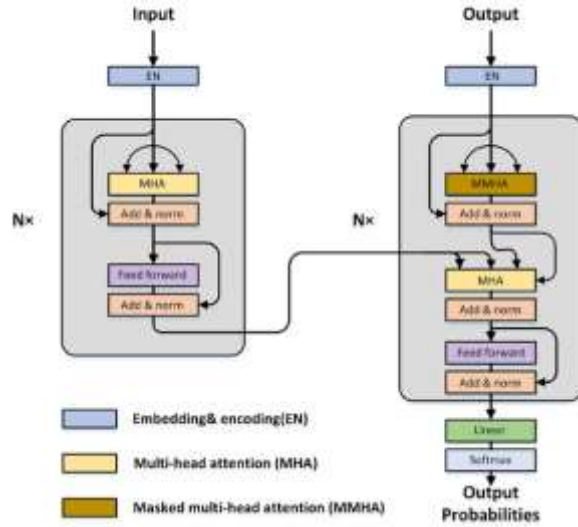 Input
EN
N×
MHA
Add & norm
Feed forward
Add & norm
Output
EN
N×
MMHA
Add & norm
MHA
Add & norm
Feed forward
Add & norm
Linear
Softmax
Output
Probabilities
Embedding& encoding(EN)
Multi-head attention (MHA)
Masked multi-head attention (MMHA)